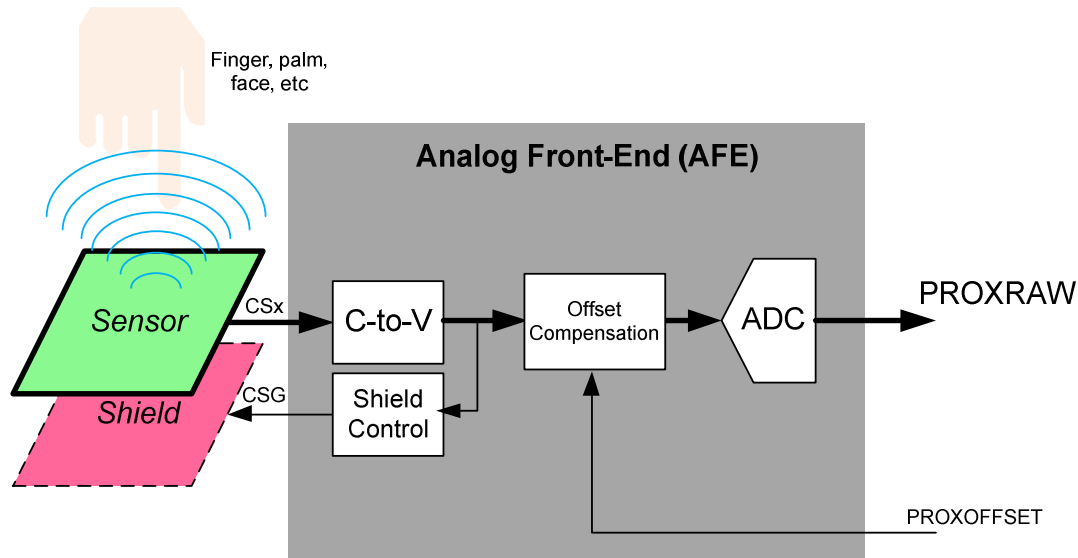 Finger, palm,
face, etc
Analog Front-End (AFE)
Sensor
CSx
C-to-V
Offset
Compensation
ADC
PROXRAW
Shield
CSG
Shield
Control
PROXOFFSET